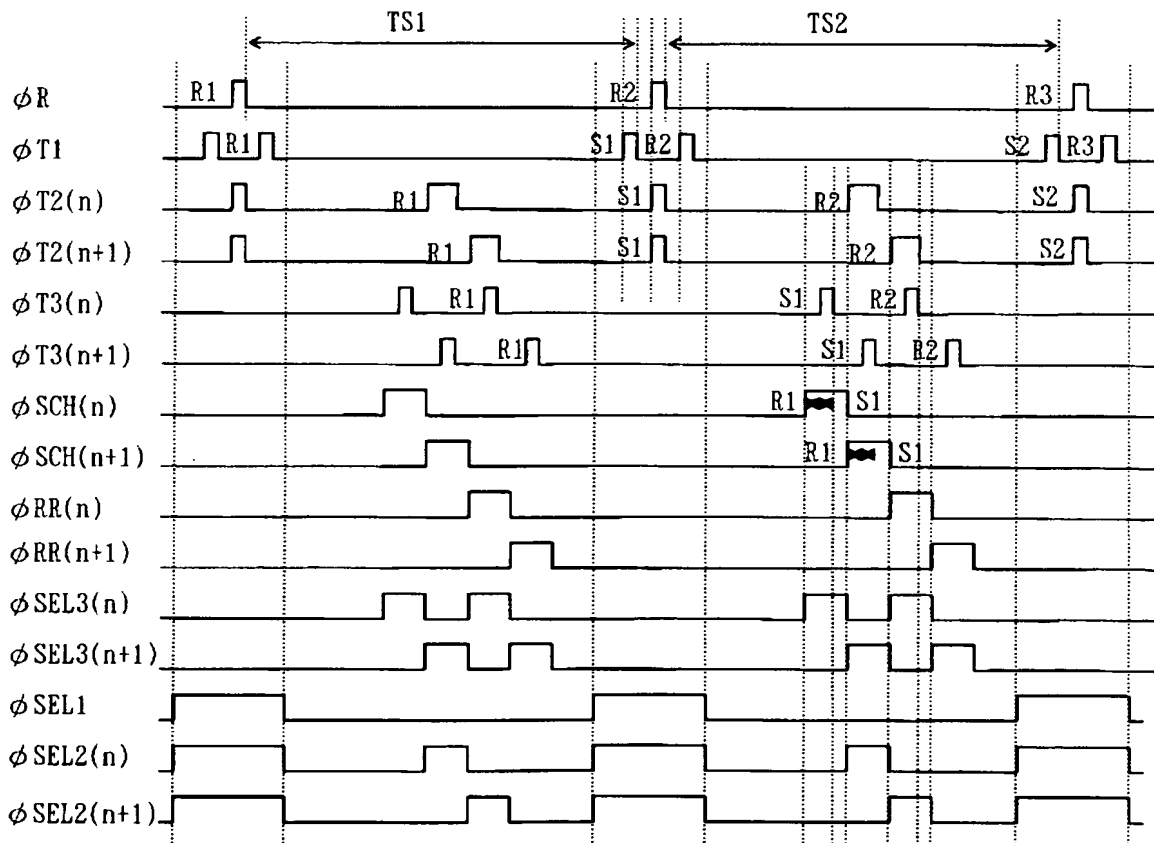 TS1 TS2
φR R1 R2 R3
φT1 R1 S1 R2 S2 R3
φT2(n) R1 S1 R2 S2
φT2(n+1) R1 S1 R2 S2
φT3(n) R1 S1 R2
φT3(n+1) R1 S1 R2
φSCH(n) R1 S1
φSCH(n+1) R1 S1
φRR(n)
φRR(n+1)
φSEL3(n)
φSEL3(n+1)
φSEL1
φSEL2(n)
φSEL2(n+1)